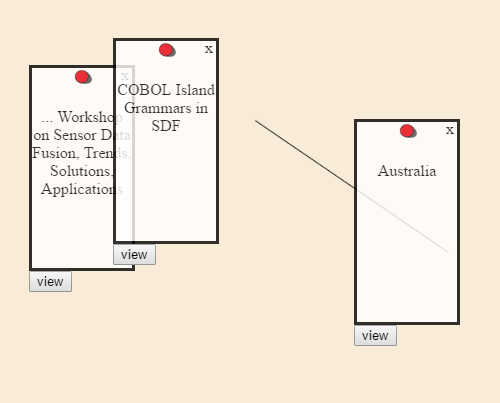 x
... Workshop
on Sensor Data
Fusion, Trends,
Solutions,
Applications
view
x
COBOL Island
Grammars in
SDF
view
x
Australia
view